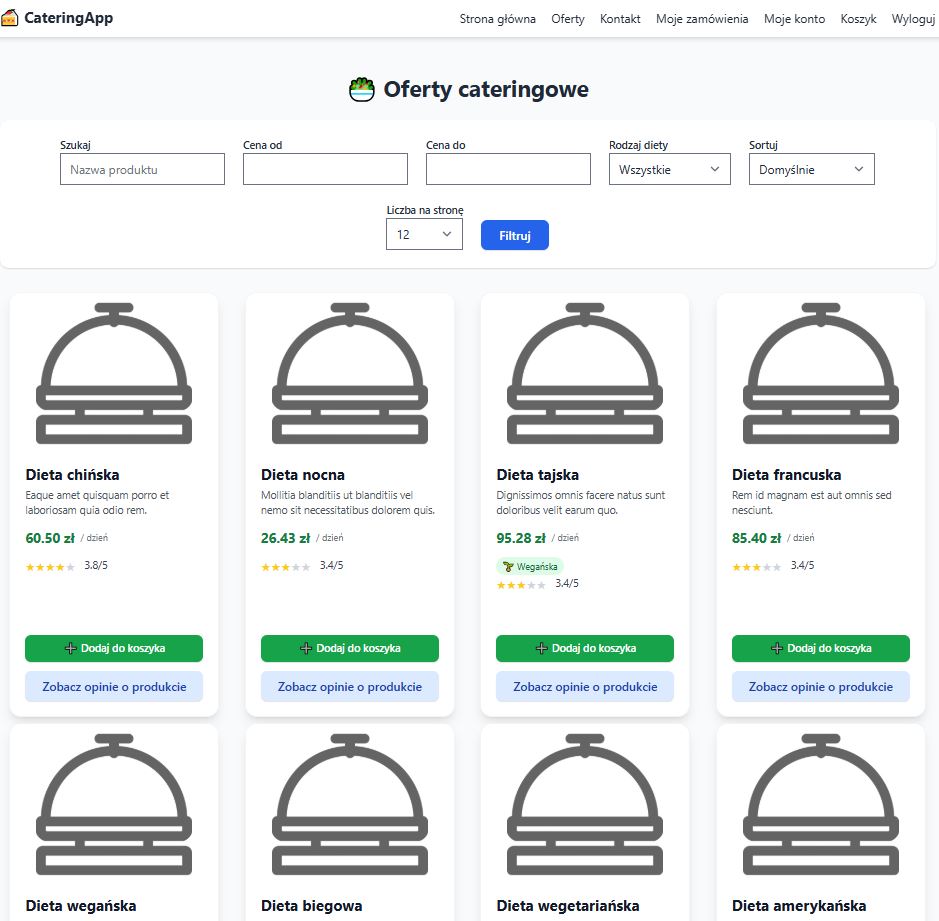 CateringApp
Strona główna Oferty Kontakt Moje zamówienia Moje konto Koszyk Wyloguj
Oferty cateringowe
Szukaj Cena od Cena do Rodzaj diety Sortuj
Nazwa produktu Wszystkie Domyślnie
Liczba na stronę
12 Filtruj
Dieta chińska
Eaque amet quisquam porro et
laboriosam quia odio rem.
60.50 zł / dzień
3.8/5
Dodaj do koszyka
Zobacz opinie o produkcie
Dieta nocna
Mollitia blanditiis ut blanditiis vel
nemo sit necessitatibus dolorem quis.
26.43 zł / dzień
3.4/5
Dodaj do koszyka
Zobacz opinie o produkcie
Dieta tajska
Dignissimos omnis facere natus sunt
doloribus velit earum quo.
95.28 zł / dzień
Wegańska
3.4/5
Dodaj do koszyka
Zobacz opinie o produkcie
Dieta francuska
Rem id magnam est aut omnis sed
nesciunt.
85.40 zł / dzień
3.4/5
Dodaj do koszyka
Zobacz opinie o produkcie
Dieta wegańska
Dieta biegowa
Dieta wegetariańska
Dieta amerykańska